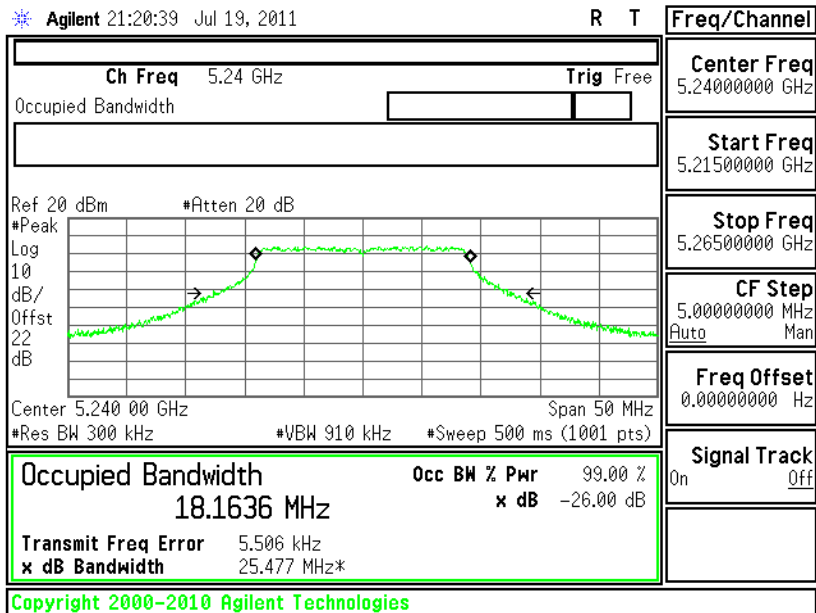 Agilent 21:20:39 Jul 19, 2011 R T
Ch Freq 5.24 GHz Trig Free
Occupied Bandwidth
Ref 20 dBm #Atten 20 dB
#Peak
Log
10
dB/
Offst
22
dB
Center 5.240 00 GHz Span 50 MHz
#Res BW 300 kHz #VBW 910 kHz #Sweep 500 ms (1001 pts)
Occupied Bandwidth
18.1636 MHz
Occ BW % Pwr 99.00 %
x dB -26.00 dB
Transmit Freq Error 5.506 kHz
x dB Bandwidth 25.477 MHz*
Copyright 2000-2010 Agilent Technologies
Freq/Channel
Center Freq
5.24000000 GHz
Start Freq
5.21500000 GHz
Stop Freq
5.26500000 GHz
CF Step
5.00000000 MHz
Auto Man
Freq Offset
0.00000000 Hz
Signal Track
On Off